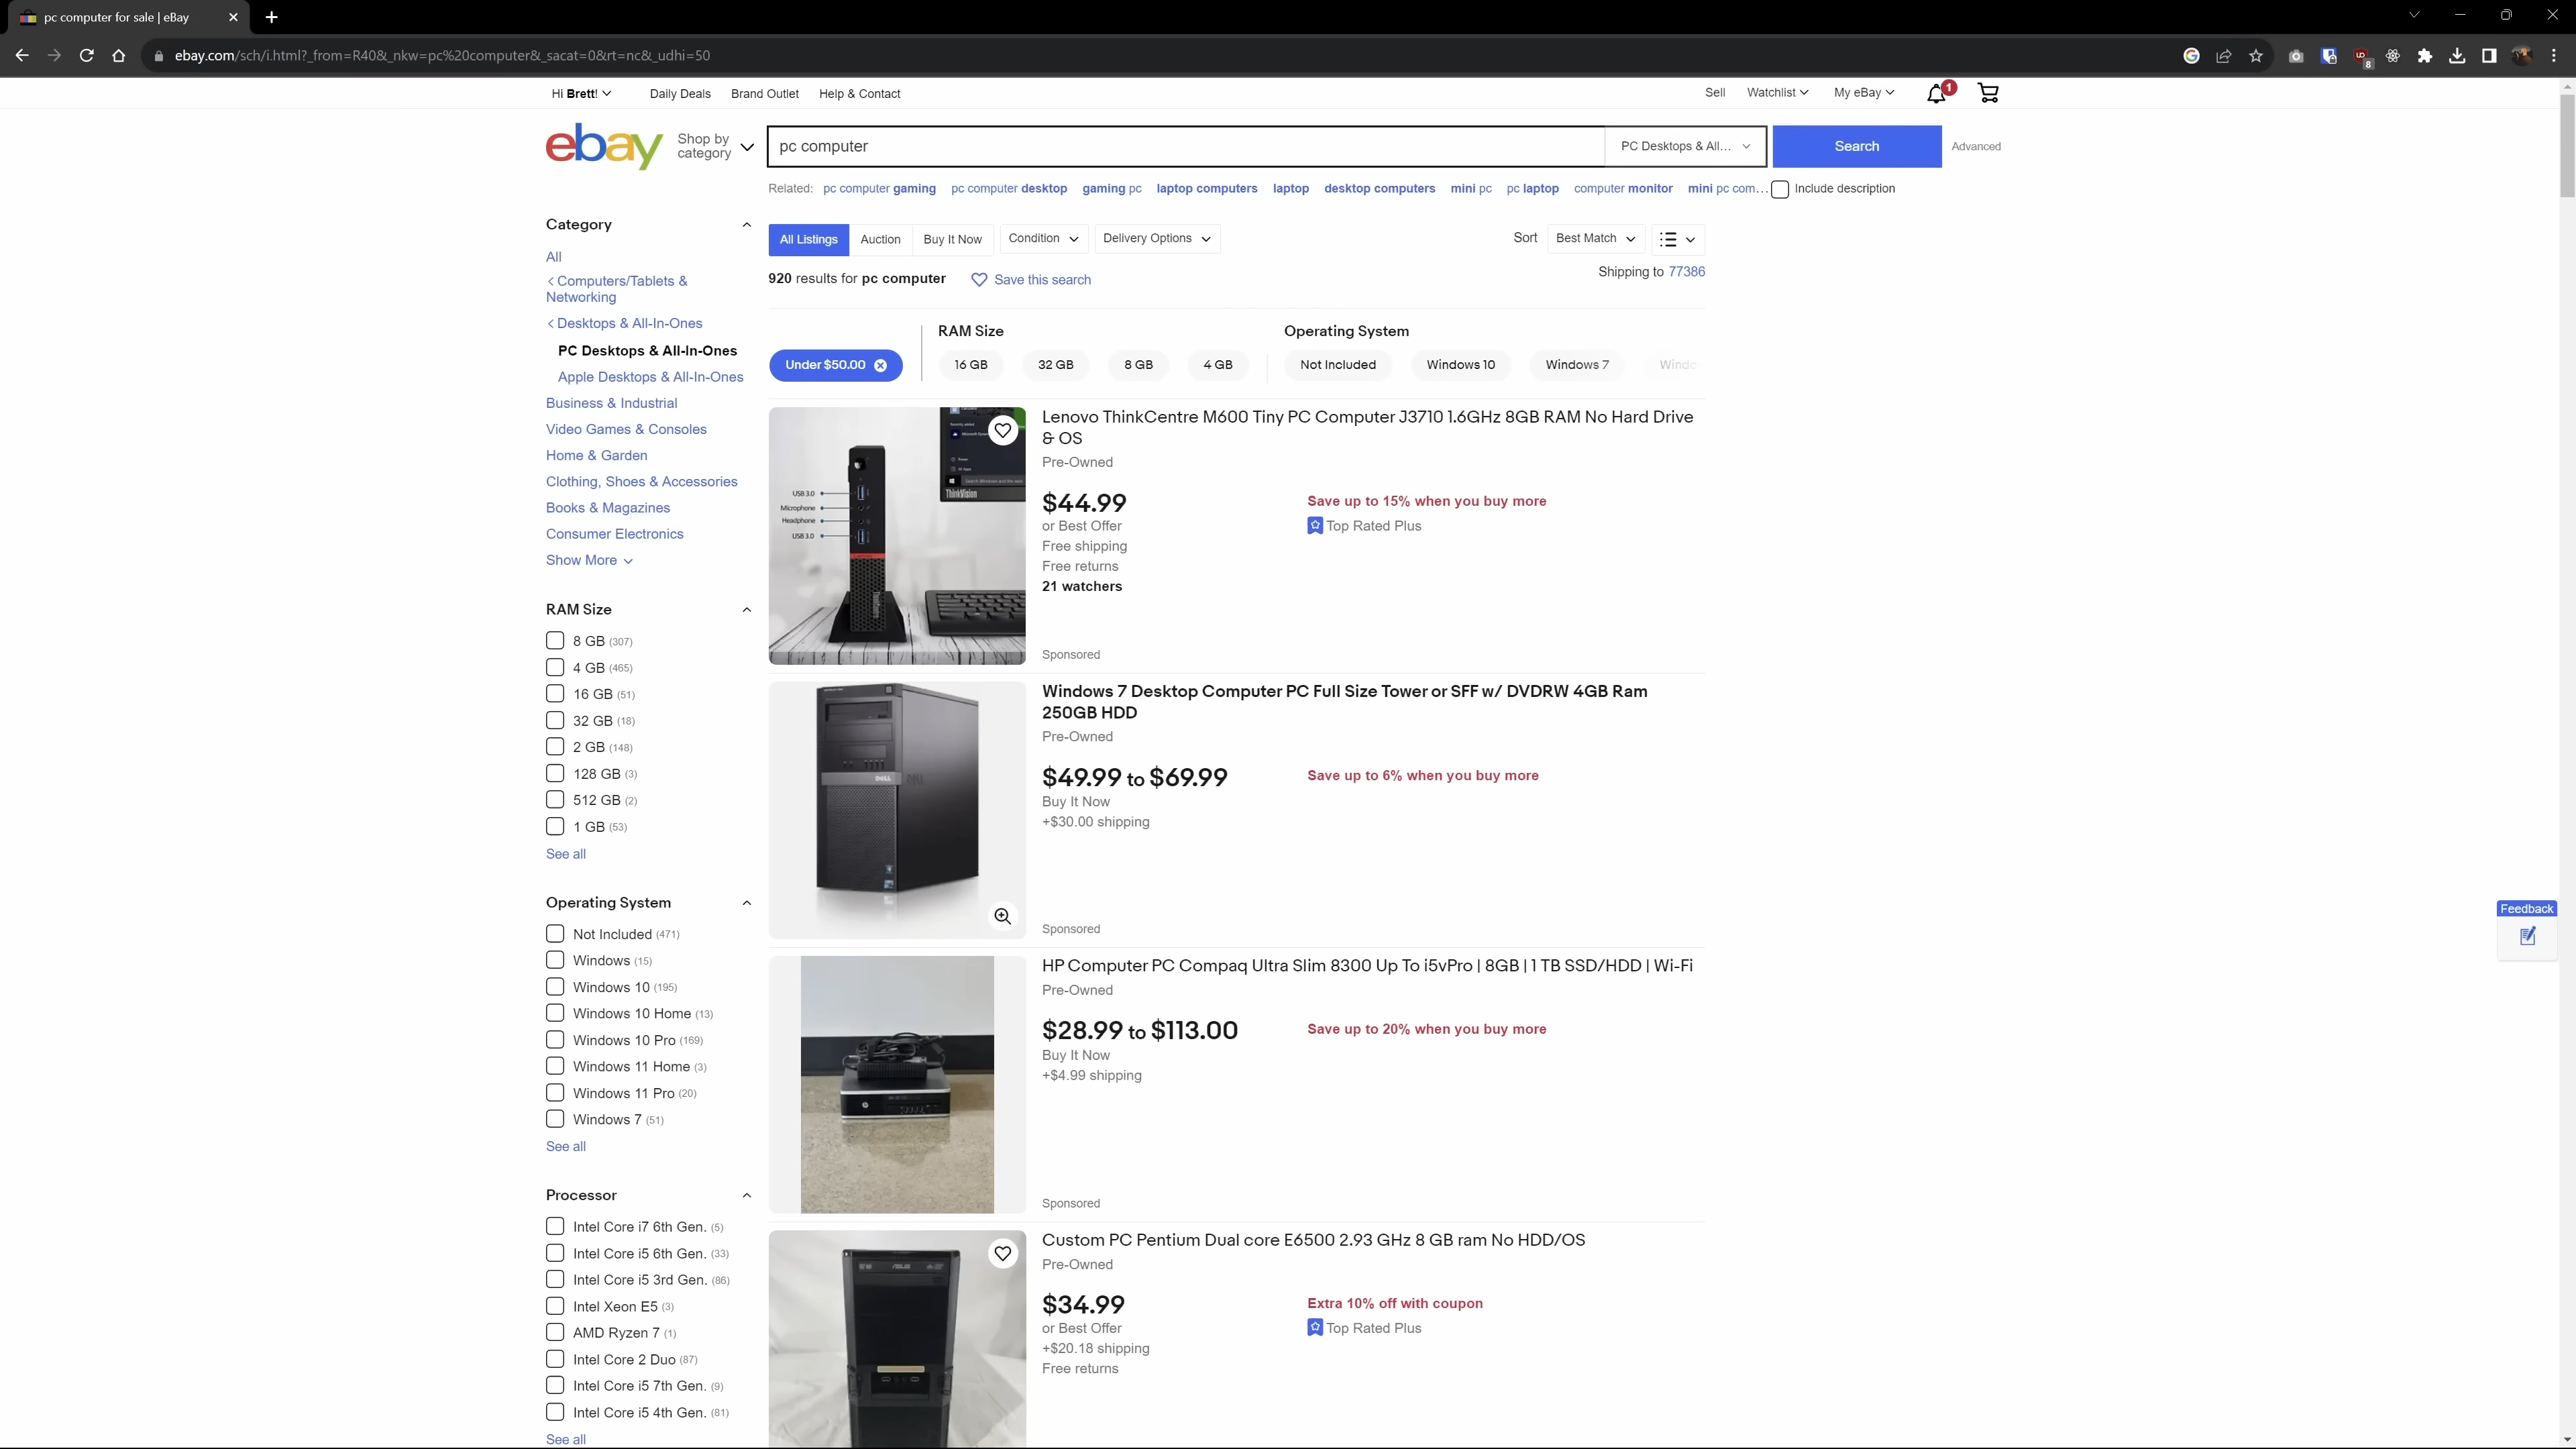 pc computer for sale | eBay
ebay.com/sch/i.html?_from=R40&_nkw=pc%20computer&_sacat=0&rt=nc&_udhi=50
8
Hi Brett!
Daily Deals
Brand Outlet
Help & Contact
Sell
Watchlist
My eBay
1
ebay
Shop by
category
pc computer
PC Desktops & All...
Search
Advanced
Related: pc computer gaming pc computer desktop gaming pc laptop computers laptop desktop computers mini pc pc laptop computer monitor mini pc com...
Include description
Category
All
< Computers/Tablets &
Networking
< Desktops & All-In-Ones
PC Desktops & All-In-Ones
Apple Desktops & All-In-Ones
Business & Industrial
Video Games & Consoles
Home & Garden
Clothing, Shoes & Accessories
Books & Magazines
Consumer Electronics
Show More
RAM Size
8 GB (307)
4 GB (465)
16 GB (51)
32 GB (18)
2 GB (148)
128 GB (3)
512 GB (2)
1 GB (53)
See all
Operating System
Not Included (471)
Windows (15)
Windows 10 (195)
Windows 10 Home (13)
Windows 10 Pro (169)
Windows 11 Home (3)
Windows 11 Pro (20)
Windows 7 (51)
See all
Processor
Intel Core i7 6th Gen. (5)
Intel Core i5 6th Gen. (33)
Intel Core i5 3rd Gen. (86)
Intel Xeon E5 (3)
AMD Ryzen 7 (1)
Intel Core 2 Duo (87)
Intel Core i5 7th Gen. (9)
Intel Core i5 4th Gen. (81)
See all
All Listings
Auction
Buy It Now
Condition
Delivery Options
Sort
Best Match
920 results for pc computer
Save this search
Shipping to 77386
Under $50.00
RAM Size
16 GB
32 GB
8 GB
4 GB
Operating System
Not Included
Windows 10
Windows 7
Windo
USB 3.0
Microphone
Headphone
USB 3.0
ThinkVision
Lenovo ThinkCentre M600 Tiny PC Computer J3710 1.6GHz 8GB RAM No Hard Drive
& OS
Pre-Owned
$44.99
or Best Offer
Free shipping
Free returns
21 watchers
Save up to 15% when you buy more
Top Rated Plus
Sponsored
DELL
Windows 7 Desktop Computer PC Full Size Tower or SFF w/ DVDRW 4GB Ram
250GB HDD
Pre-Owned
$49.99 to $69.99
Buy It Now
+$30.00 shipping
Save up to 6% when you buy more
Sponsored
HP Computer PC Compaq Ultra Slim 8300 Up To i5vPro | 8GB | 1 TB SSD/HDD | Wi-Fi
Pre-Owned
$28.99 to $113.00
Buy It Now
+$4.99 shipping
Save up to 20% when you buy more
Sponsored
Custom PC Pentium Dual core E6500 2.93 GHz 8 GB ram No HDD/OS
Pre-Owned
$34.99
or Best Offer
+$20.18 shipping
Free returns
Extra 10% off with coupon
Top Rated Plus
Feedback